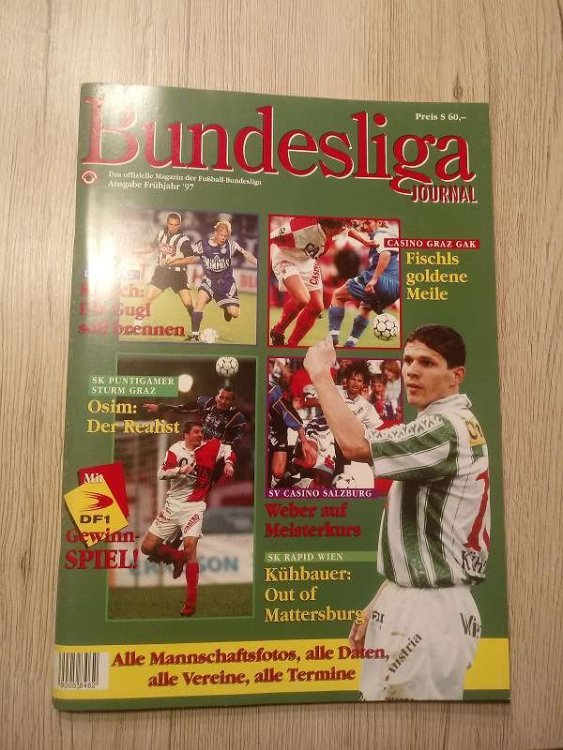 Preis S 60,–
Bundesliga
JOURNAL
Das offizielle Magazin der Fußball-Bundesliga
Ausgabe Frühjahr '97
Gugl
soll brennen
CASINO GRAZ GAK
Fischls
goldene
Meile
SK PUNTIGAMER
STURM GRAZ
Osim:
Der Realist
SV CASINO SALZBURG
Weber auf
Meisterkurs
Mit
DF1
Gewinn-
SPIEL!
SK RAPID WIEN
Kühbauer:
Out of
Mattersburg
Alle Mannschaftsfotos, alle Daten,
alle Vereine, alle Termine